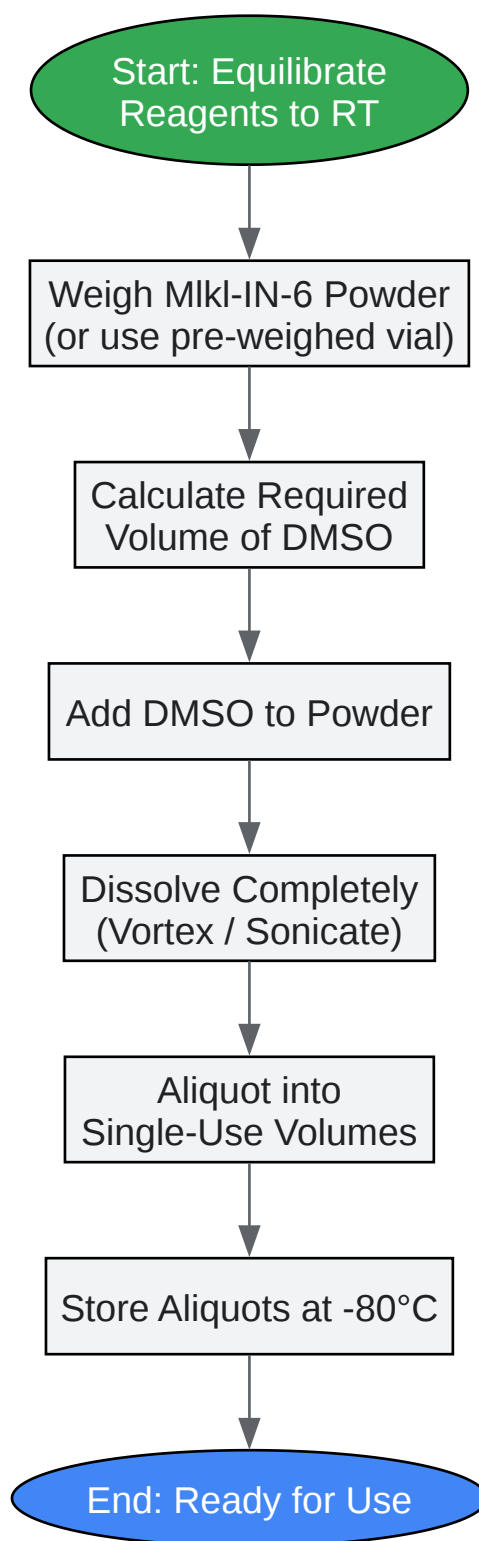 Start: Equilibrate
Reagents to RT
Weigh Mlkl-IN-6 Powder
(or use pre-weighed vial)
Calculate Required
Volume of DMSO
Add DMSO to Powder
Dissolve Completely
(Vortex / Sonicate)
Aliquot into
Single-Use Volumes
Store Aliquots at -80°C
End: Ready for Use